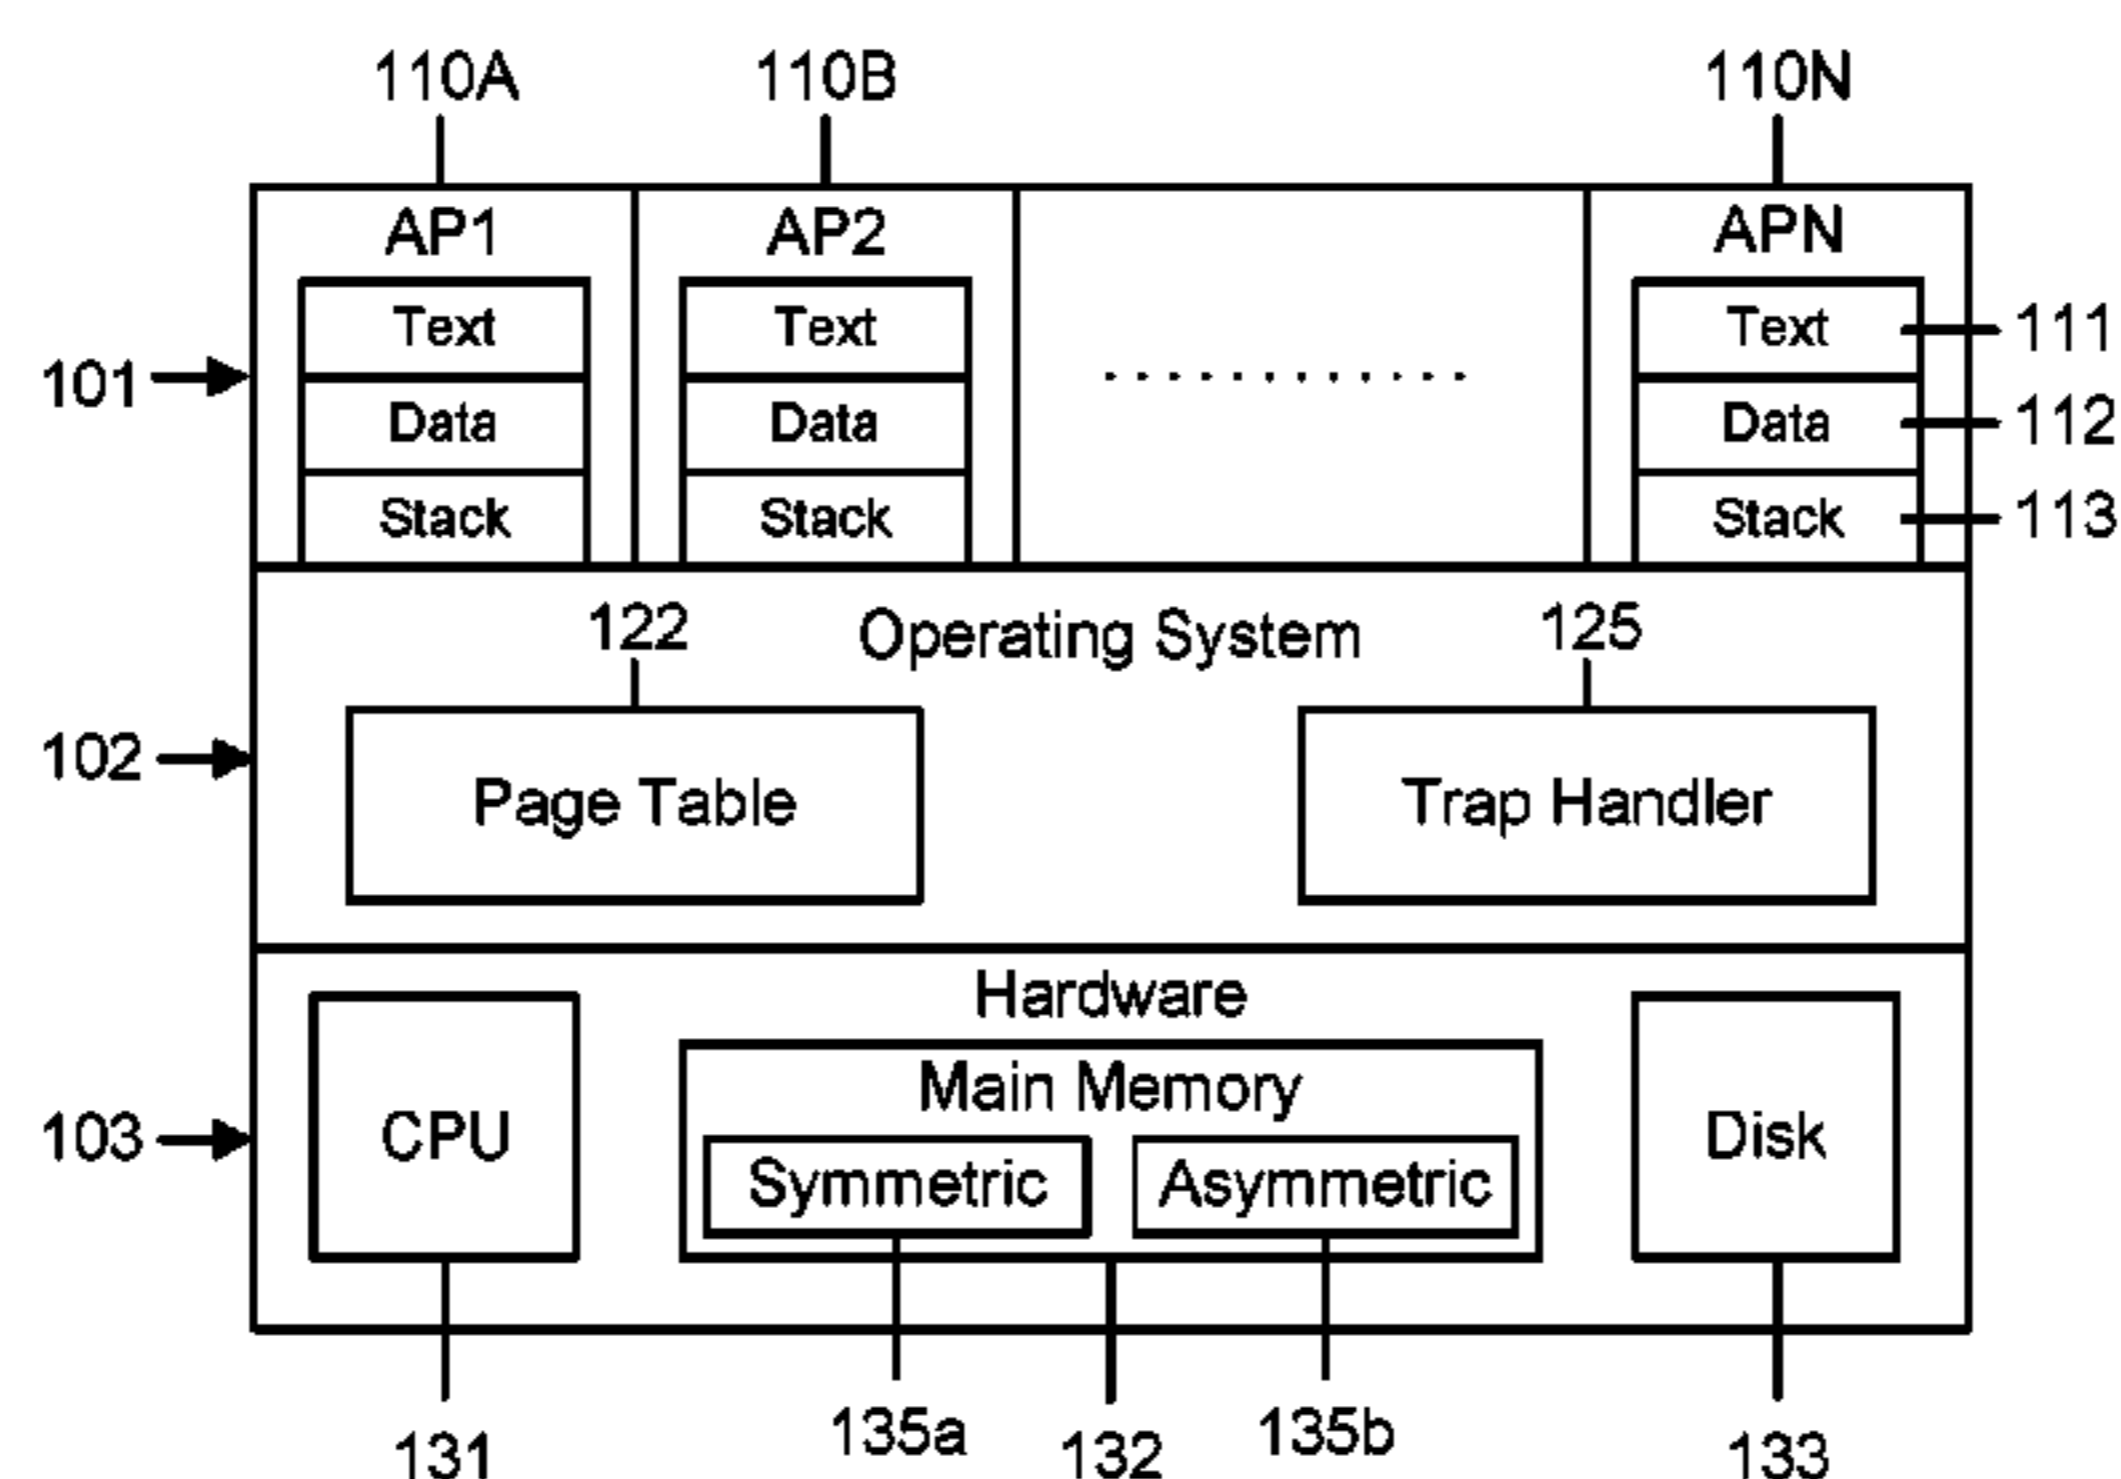 110A 110B 110N
AP1 AP2 APN
Text Text Text 111
101 ............
Data Data Data 112
Stack Stack Stack 113
122 Operating System 125
102 Page Table Trap Handler
Hardware
Main Memory
103 CPU Symmetric Asymmetric Disk
131 135a 132 135b 133